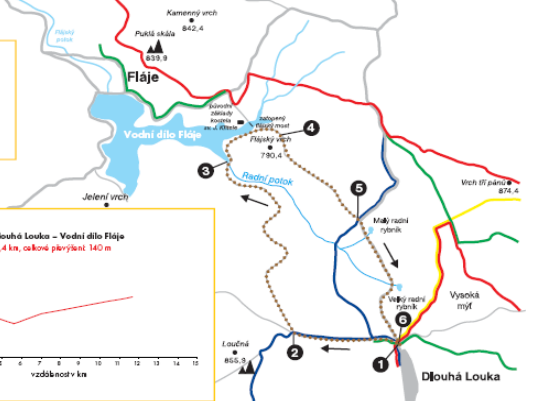 Kamenný vrch
842,4
Flájský
potok
Puklá skála
839,9
Fláje
původní
základy
kostela
sv. J. Křtitele
zatopený
Flájský most
Vodní dílo Fláje
4
Flájský vrch
790,4
3
Radní potok
Vrch tří pánů
874,4
Jelení vrch
5
Malý radní
rybník
louhá Louka – Vodní dílo Fláje
,4 km, celkové převýšení: 140 m
Velký radní
rybník
Vysoká
mýť
6
Loučná
855,9
2
1
Dlouhá Louka
5 6 7 8 9 10 11 12 13 14 15
vzdálenost v km